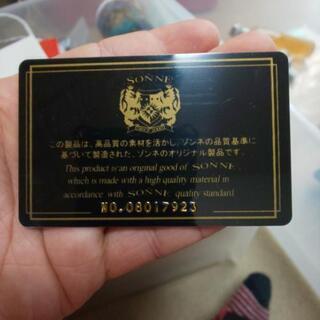 SONNE
この製品は、高品質の素材を活かし、ゾンネの品質基準に
基づいて製造された、ゾンネのオリジナル製品です。
This product is an original good of SONNE,
which is made with a high quality material in
accordance with SONNE quality standard.
NO.08017923